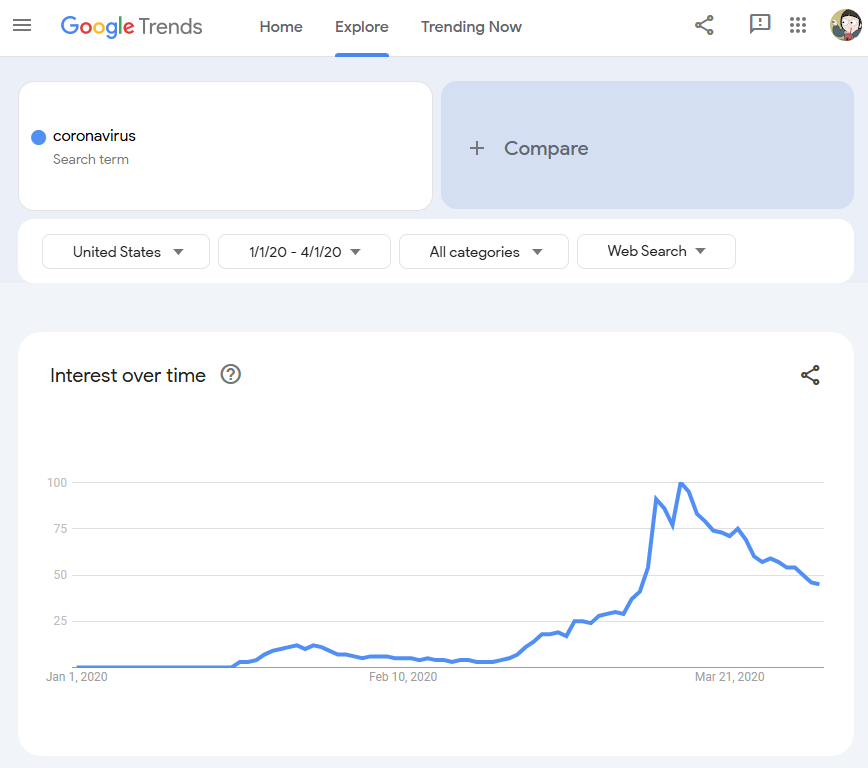 Google Trends Home Explore Trending Now
coronavirus
Search term
+ Compare
United States 1/1/20 - 4/1/20 All categories Web Search
Interest over time ?
100
75
50
25
Jan 1, 2020 Feb 10, 2020 Mar 21, 2020